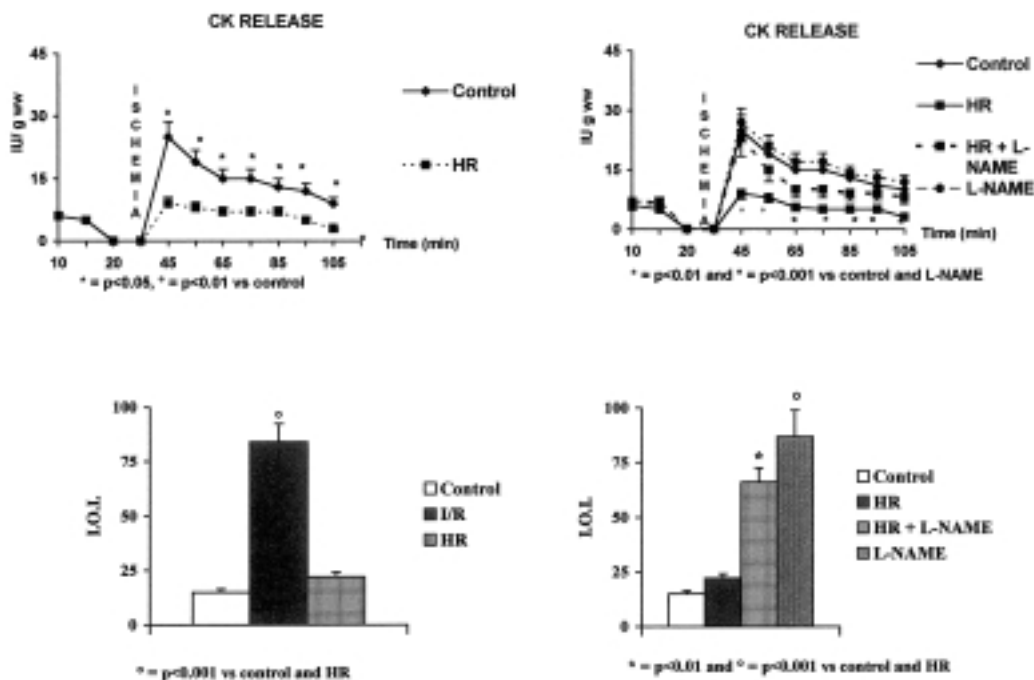 CK RELEASE
45
30
15
0
IU/ g ww
ISCHEMIA
* * * * * * *
10 20 45 65 85 105
Control
HR
Time (min)
* = p<0.05, * = p<0.01 vs control
CK RELEASE
45
30
15
0
IU/g ww
ISCHEMIA
10 20 45 65 85 105
Control
HR
HR + L-
NAME
L-NAME
Time (min)
* = p<0.01 and * = p<0.001 vs control and L-NAME
100
75
50
25
0
I.O.I.
°
Control
I/R
HR
° = p<0.001 vs control and HR
100
75
50
25
0
I.O.I.
* °
Control
HR
HR + L-NAME
L-NAME
* = p<0.01 and ° = p<0.001 vs control and HR